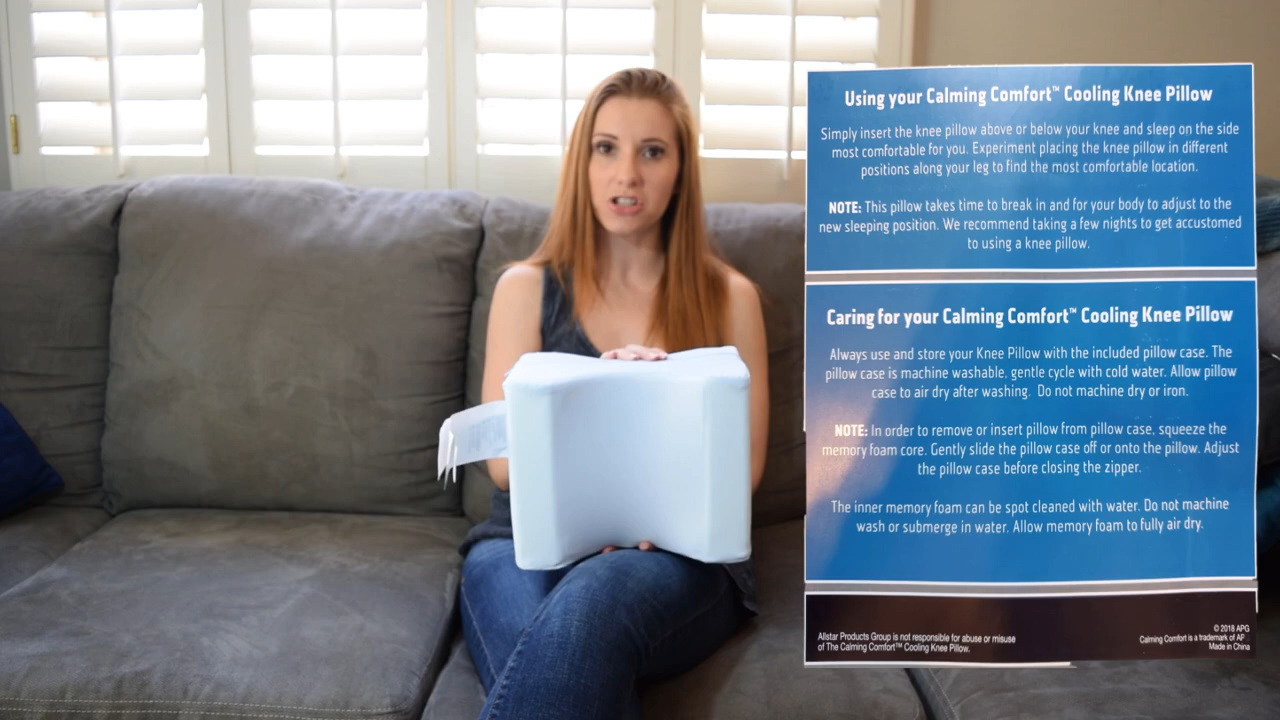 Using your Calming Comfort™ Cooling Knee Pillow
Simply insert the knee pillow above or below your knee and sleep on the side
most comfortable for you. Experiment placing the knee pillow in different
positions along your leg to find the most comfortable location.
NOTE: This pillow takes time to break in and for your body to adjust to the
new sleeping position. We recommend taking a few nights to get accustomed
to using a knee pillow.
Caring for your Calming Comfort™ Cooling Knee Pillow
Always use and store your Knee Pillow with the included pillow case. The
pillow case is machine washable, gentle cycle with cold water. Allow pillow
case to air dry after washing. Do not machine dry or iron.
NOTE: In order to remove or insert pillow from pillow case, squeeze the
memory foam core. Gently slide the pillow case off or onto the pillow. Adjust
the pillow case before closing the zipper.
The inner memory foam can be spot cleaned with water. Do not machine
wash or submerge in water. Allow memory foam to fully air dry.
Allstar Products Group is not responsible for abuse or misuse
of The Calming Comfort™ Cooling Knee Pillow.
© 2018 APG
Calming Comfort is a trademark of AP
Made in China